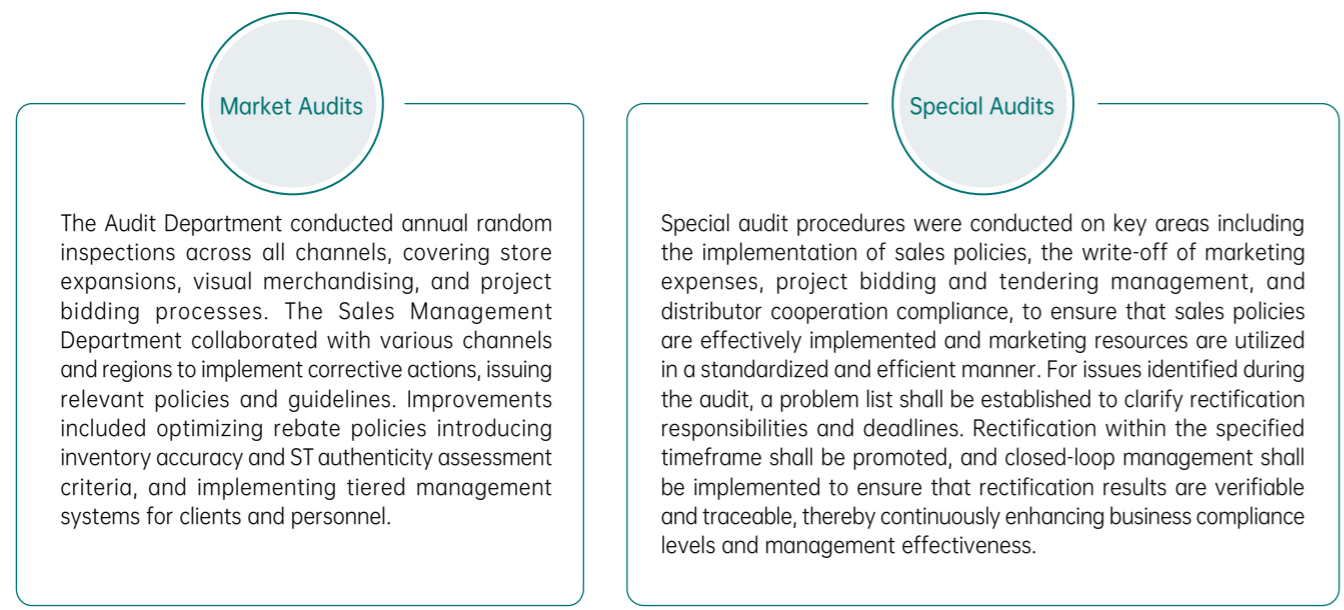 Market Audits
The Audit Department conducted annual random
inspections across all channels, covering store
expansions, visual merchandising, and project
bidding processes. The Sales Management
Department collaborated with various channels
and regions to implement corrective actions, issuing
relevant policies and guidelines. Improvements
included optimizing rebate policies introducing
inventory accuracy and ST authenticity assessment
criteria, and implementing tiered management
systems for clients and personnel.
Special Audits
Special audit procedures were conducted on key areas including
the implementation of sales policies, the write-off of marketing
expenses, project bidding and tendering management, and
distributor cooperation compliance, to ensure that sales policies
are effectively implemented and marketing resources are utilized
in a standardized and efficient manner. For issues identified during
the audit, a problem list shall be established to clarify rectification
responsibilities and deadlines. Rectification within the specified
timeframe shall be promoted, and closed-loop management shall
be implemented to ensure that rectification results are verifiable
and traceable, thereby continuously enhancing business compliance
levels and management effectiveness.